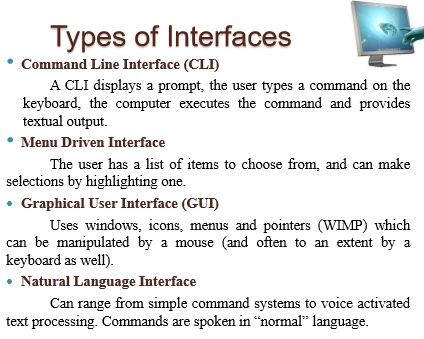 Types of Interfaces
• Command Line Interface (CLI)
A CLI displays a prompt, the user types a command on the
keyboard, the computer executes the command and provides
textual output.
• Menu Driven Interface
The user has a list of items to choose from, and can make
selections by highlighting one.
• Graphical User Interface (GUI)
Uses windows, icons, menus and pointers (WIMP) which
can be manipulated by a mouse (and often to an extent by a
keyboard as well).
• Natural Language Interface
Can range from simple command systems to voice activated
text processing. Commands are spoken in “normal” language.